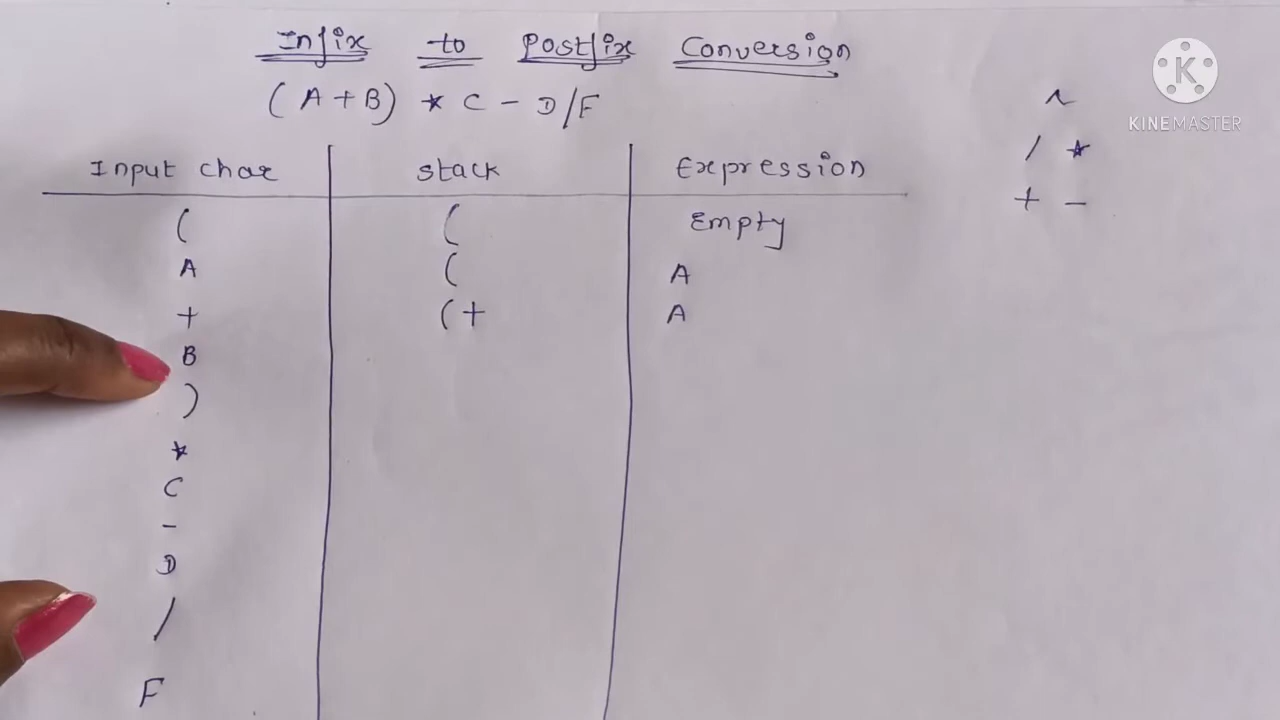 Infix to Postfix Conversion
(A+B) * C - D/F
Input char stack Expression
( ( Empty
A ( A
+ (+ A
B
)
*
C
-
D
/
F
^
/ *
+ -
K
KINEMASTER